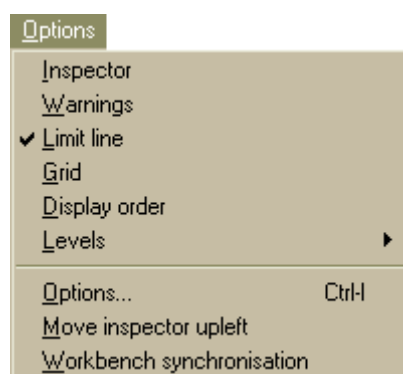 Options
Inspector
Warnings
Limit line
Grid
Display order
Levels
Options... Ctrl-I
Move inspector upleft
Workbench synchronisation